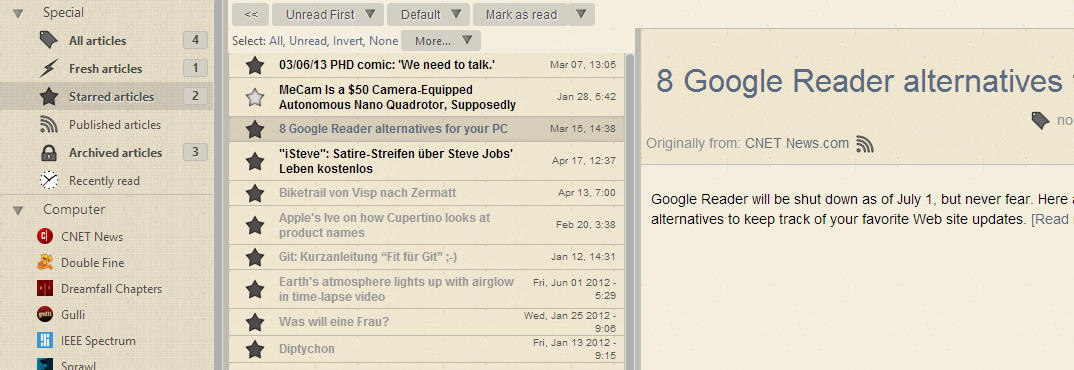 Special
All articles 4
Fresh articles 1
Starred articles 2
Published articles
Archived articles 3
Recently read
Computer
CNET News
Double Fine
Dreamfall Chapters
Gulli
IEEE Spectrum
Sprawl
<< Unread First Default Mark as read
Select: All, Unread, Invert, None More...
03/06/13 PHD comic: 'We need to talk.' Mar 07, 13:05
MeCam Is a $50 Camera-Equipped
Autonomous Nano Quadrotor, Supposedly
Jan 28, 5:42
8 Google Reader alternatives for your PC Mar 15, 14:38
"iSteve": Satire-Streifen über Steve Jobs'
Leben kostenlos
Apr 17, 12:37
Biketrail von Visp nach Zermatt Apr 13, 7:00
Apple's Ive on how Cupertino looks at
product names
Feb 20, 3:38
Git: Kurzanleitung “Fit für Git” ;-) Jan 12, 14:31
Earth's atmosphere lights up with airglow
in time-lapse video
Fri, Jun 01 2012 -
5:29
Was will eine Frau?
Wed, Jan 25 2012 -
9:06
Diptychon
Fri, Jan 13 2012 -
9:15
8 Google Reader alternatives
no
Originally from: CNET News.com
Google Reader will be shut down as of July 1, but never fear. Here
alternatives to keep track of your favorite Web site updates. [Read